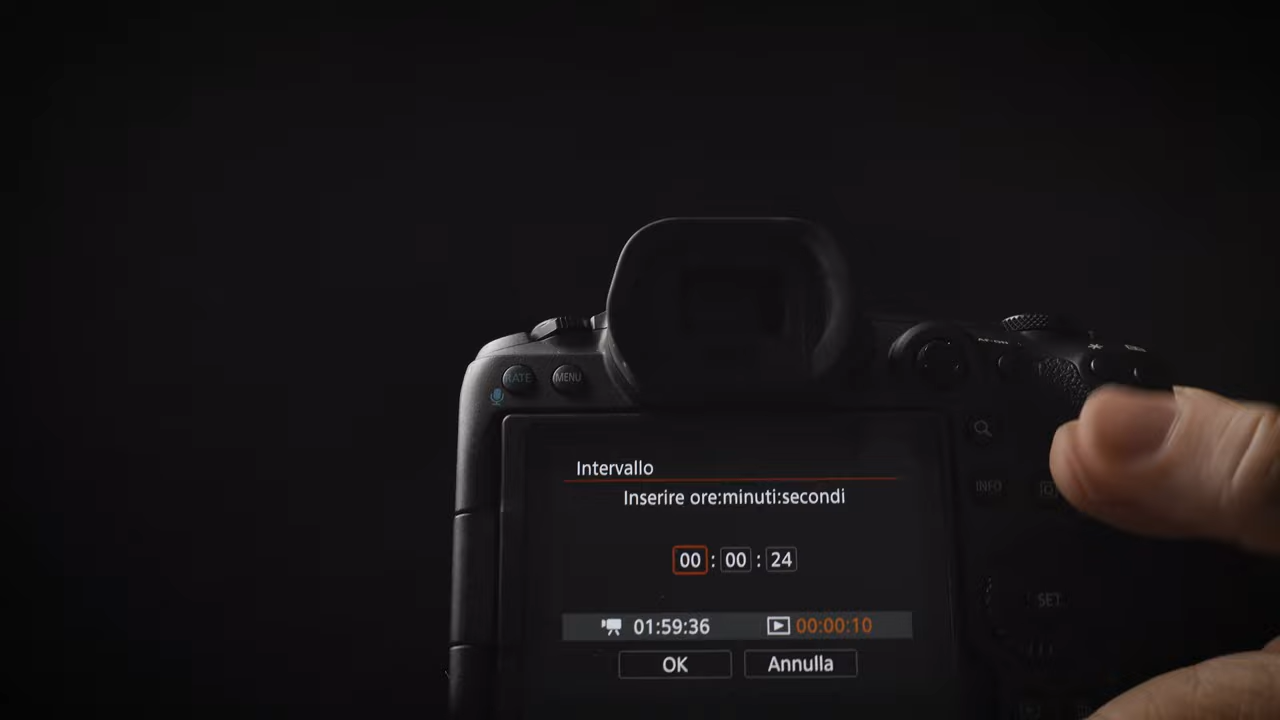 RATE MENU
Intervallo
Inserire ore:minuti:secondi
INFO
00 : 00 : 24
SET
01:59:36 00:00:10
OK Annulla